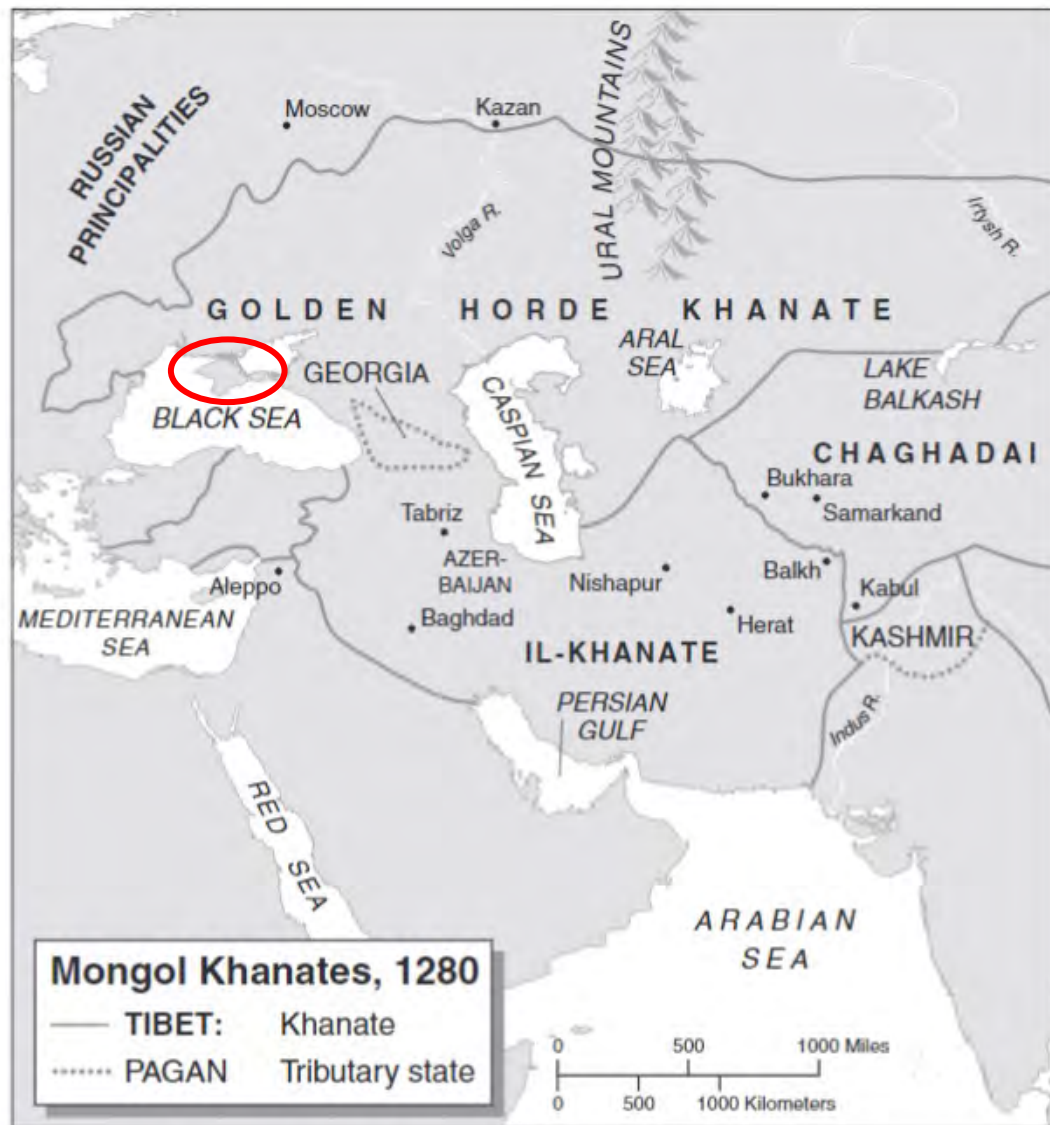 RUSSIAN
PRINCIPALITIES
Moscow
Kazan
URAL MOUNTAINS
Volga R.
Irtysh R.
GOLDEN HORDE KHANATE
ARAL
SEA
GEORGIA
LAKE
BALKASH
BLACK SEA
CASPIAN SEA
CHAGHADAI
Bukhara
Samarkand
Tabriz
AZER-
BAIJAN
Nishapur
Balkh
Kabul
Aleppo
MEDITERRANEAN
SEA
Baghdad
Herat
KASHMIR
IL-KHANATE
PERSIAN
GULF
Indus R.
RED SEA
ARABIAN
SEA
Mongol Khanates, 1280
TIBET: Khanate
PAGAN Tributary state
0 500 1000 Miles
0 500 1000 Kilometers